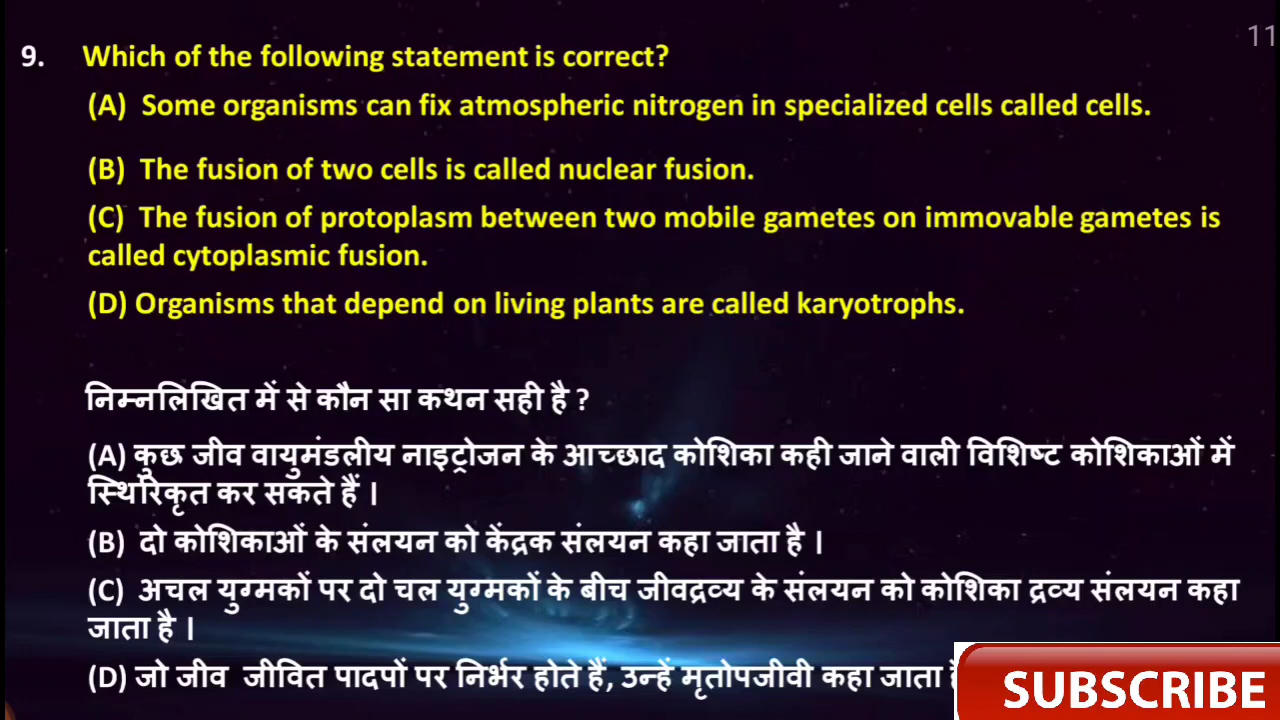 11
9. Which of the following statement is correct?
(A) Some organisms can fix atmospheric nitrogen in specialized cells called cells.
(B) The fusion of two cells is called nuclear fusion.
(C) The fusion of protoplasm between two mobile gametes on immovable gametes is
called cytoplasmic fusion.
(D) Organisms that depend on living plants are called karyotrophs.
निम्नलिखित में से कौन सा कथन सही है ?
(A) कुछ जीव वायुमंडलीय नाइट्रोजन के आच्छाद कोशिका कही जाने वाली विशिष्ट कोशिकाओं में
स्थिरिकृत कर सकते हैं ।
(B) दो कोशिकाओं के संलयन को केंद्रक संलयन कहा जाता है ।
(C) अचल युग्मकों पर दो चल युग्मकों के बीच जीवद्रव्य के संलयन को कोशिका द्रव्य संलयन कहा
जाता है ।
(D) जो जीव जीवित पादपों पर निर्भर होते हैं, उन्हें मृतोपजीवी कहा जाता
SUBSCRIBE